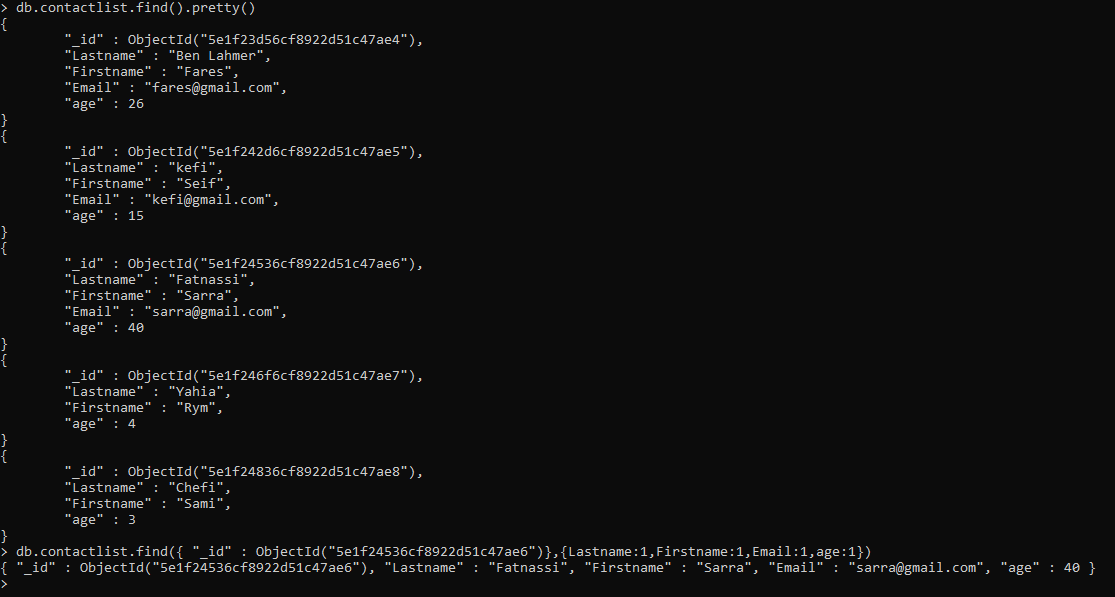 > db.contactlist.find().pretty()
{
        "_id" : ObjectId("5e1f23d56cf8922d51c47ae4"),
        "Lastname" : "Ben Lahmer",
        "Firstname" : "Fares",
        "Email" : "fares@gmail.com",
        "age" : 26
}
{
        "_id" : ObjectId("5e1f242d6cf8922d51c47ae5"),
        "Lastname" : "kefi",
        "Firstname" : "Seif",
        "Email" : "kefi@gmail.com",
        "age" : 15
}
{
        "_id" : ObjectId("5e1f24536cf8922d51c47ae6"),
        "Lastname" : "Fatnassi",
        "Firstname" : "Sarra",
        "Email" : "sarra@gmail.com",
        "age" : 40
}
{
        "_id" : ObjectId("5e1f246f6cf8922d51c47ae7"),
        "Lastname" : "Yahia",
        "Firstname" : "Rym",
        "age" : 4
}
{
        "_id" : ObjectId("5e1f24836cf8922d51c47ae8"),
        "Lastname" : "Chefi",
        "Firstname" : "Sami",
        "age" : 3
}
> db.contactlist.find({ "_id" : ObjectId("5e1f24536cf8922d51c47ae6")},{Lastname:1,Firstname:1,Email:1,age:1})
{ "_id" : ObjectId("5e1f24536cf8922d51c47ae6"), "Lastname" : "Fatnassi", "Firstname" : "Sarra", "Email" : "sarra@gmail.com", "age" : 40 }
>